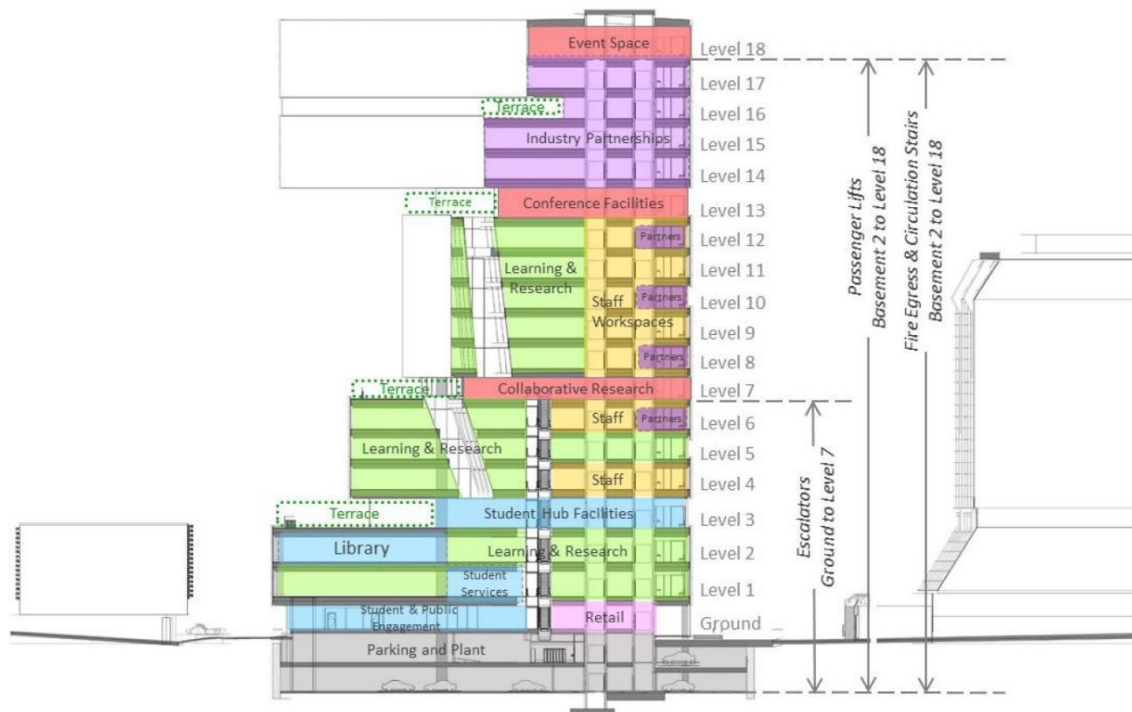 Event Space
Level 18
Level 17
Terrace
Level 16
Industry Partnerships
Level 15
Level 14
Terrace
Conference Facilities
Level 13
Partners
Level 12
Learning &
Research
Level 11
Partners
Level 10
Staff
Workspaces
Level 9
Partners
Level 8
Terrace
Collaborative Research
Level 7
Staff
Partners
Level 6
Learning & Research
Level 5
Staff
Level 4
Terrace
Student Hub Facilities
Level 3
Library
Learning & Research
Level 2
Student
Services
Level 1
Student & Public
Engagement
Retail
Ground
Parking and Plant
Escalators
Ground to Level 7
Passenger Lifts
Basement 2 to Level 18
Fire Egress & Circulation Stairs
Basement 2 to Level 18